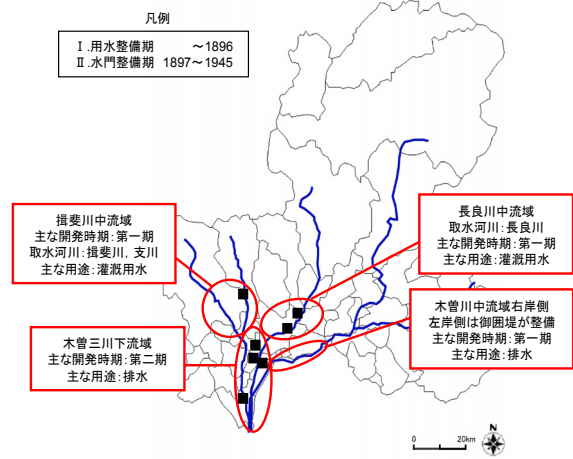 凡例
Ⅰ.用水整備期 ～1896
Ⅱ.水門整備期 1897～1945
揖斐川中流域
主な開発時期:第一期
取水河川:揖斐川, 支川
主な用途:灌漑用水
長良川中流域
取水河川:長良川
主な開発時期:第一期
主な用途:灌漑用水
木曽川中流域右岸側
左岸側は御囲堤が整備
主な開発時期:第一期
主な用途:排水
木曽三川下流域
主な開発時期:第二期
主な用途:排水
0 20km
N